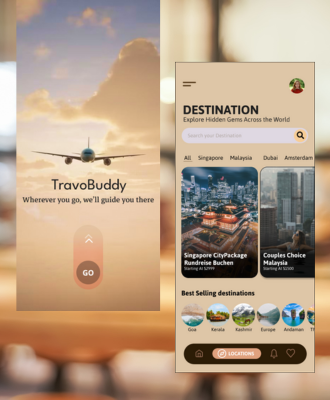 TravoBuddy
Wherever you go, we'll guide you there
GO
DESTINATION
Explore Hidden Gems Across the World
Search your Destination
All Singapore Malaysia Dubai Amsterdam
Singapore CityPackage
Rundreise Buchen
Starting At $2999
Couples Choice
Malaysia
Starting At $2500
Best Selling destinations
Goa Kerala Kashmir Europe Andaman
LOCATIONS